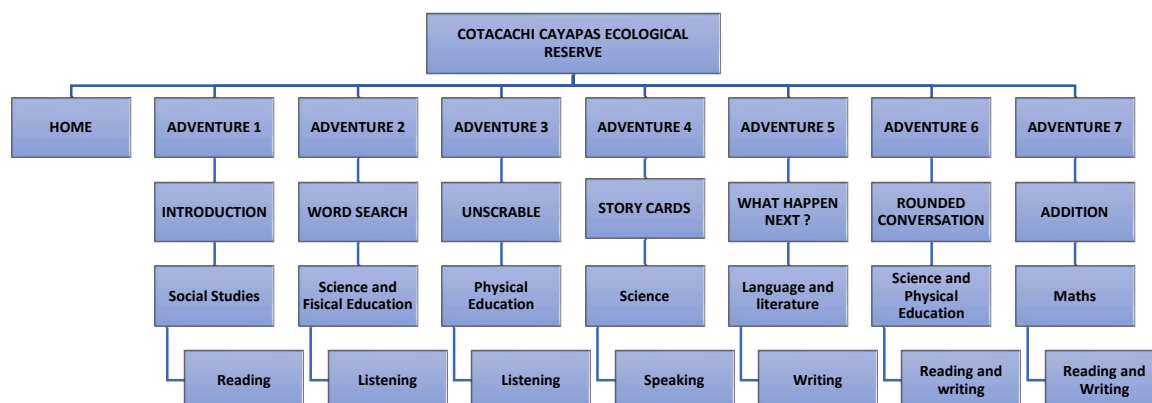 COTACACHI CAYAPAS ECOLOGICAL
RESERVE
HOME
ADVENTURE 1
ADVENTURE 2
ADVENTURE 3
ADVENTURE 4
ADVENTURE 5
ADVENTURE 6
ADVENTURE 7
INTRODUCTION
WORD SEARCH
UNSCRABLE
STORY CARDS
WHAT HAPPEN
NEXT ?
ROUNDED
CONVERSATION
ADDITION
Social Studies
Science and
Fisical Education
Physical
Education
Science
Language and
literature
Science and
Physical
Education
Maths
Reading
Listening
Listening
Speaking
Writing
Reading and
writing
Reading and
Writing